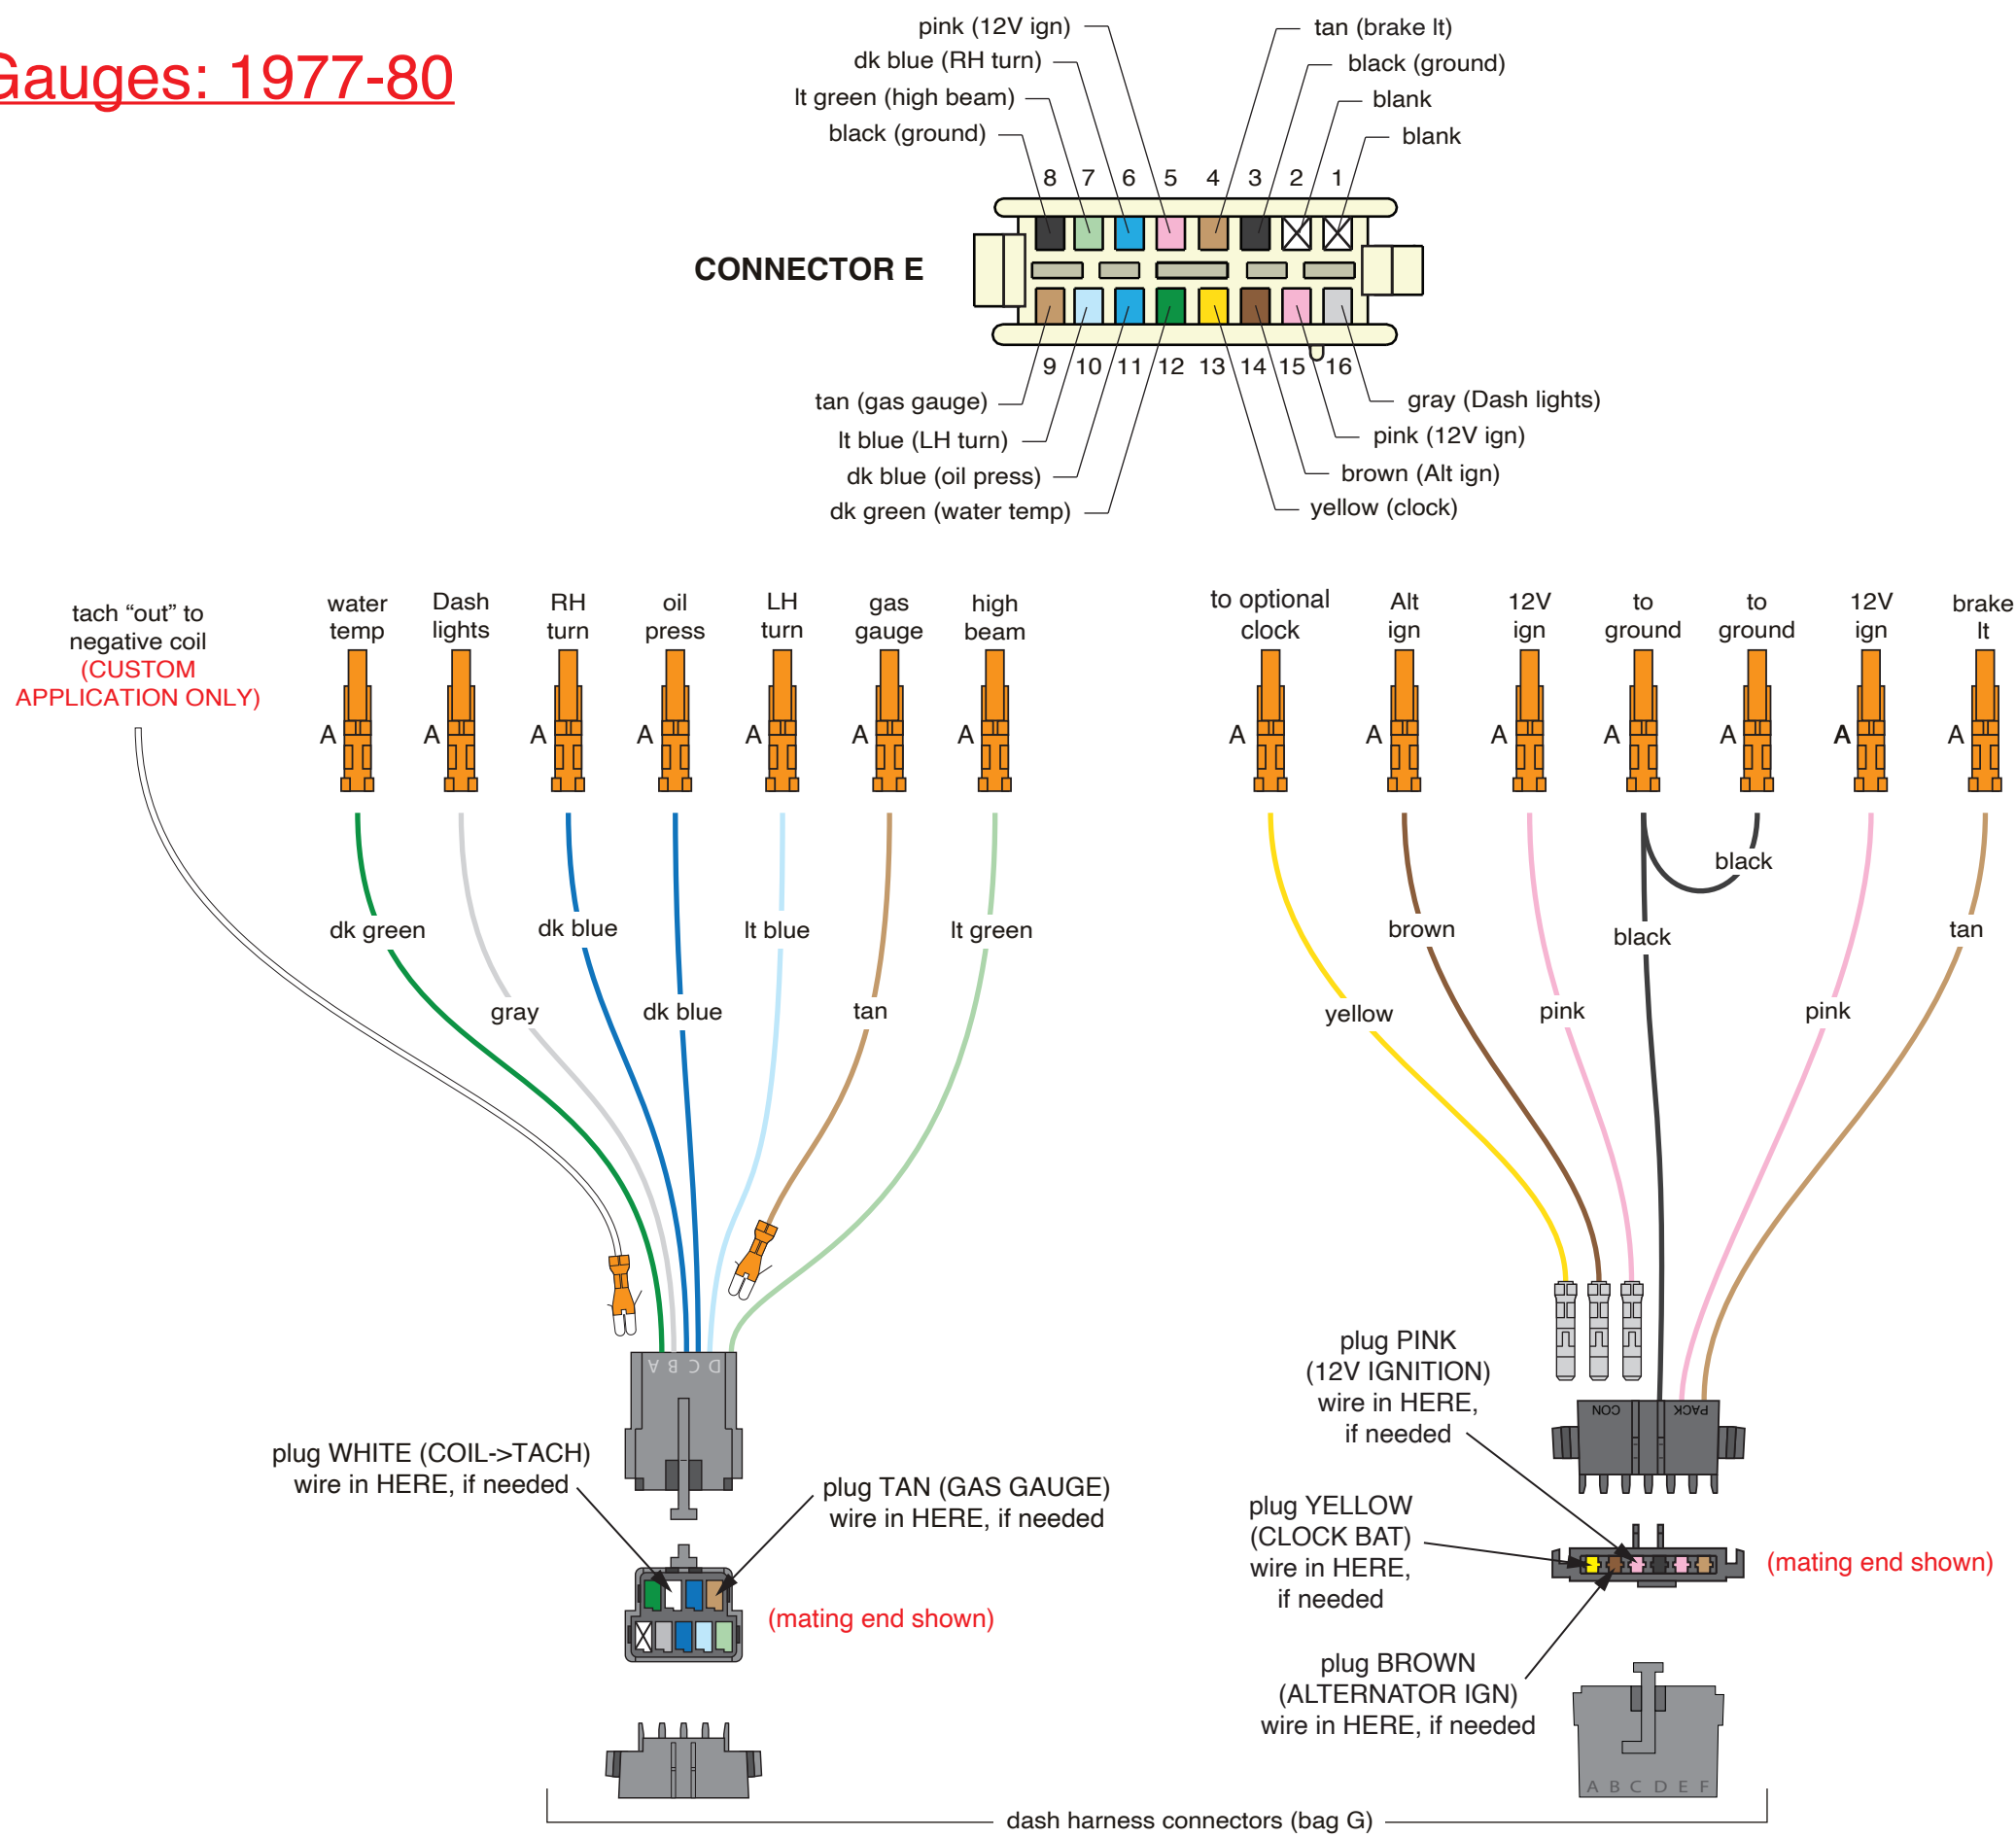 Gauges: 1977-80
pink (12V ign)
dk blue (RH turn)
lt green (high beam)
black (ground)
tan (brake lt)
black (ground)
blank
blank
8 7 6 5 4 3 2 1
CONNECTOR E
9 10 11 12 13 14 15 16
tan (gas gauge)
lt blue (LH turn)
dk blue (oil press)
dk green (water temp)
gray (Dash lights)
pink (12V ign)
brown (Alt ign)
yellow (clock)
tach “out” to
negative coil
(CUSTOM
APPLICATION ONLY)
water
temp
Dash
lights
RH
turn
oil
press
LH
turn
gas
gauge
high
beam
to optional
clock
Alt
ign
12V
ign
to
ground
to
ground
12V
ign
brake
lt
A A A A A A A A A A A A A A
dk green
gray
dk blue
dk blue
lt blue
tan
lt green
yellow
brown
pink
black
black
pink
tan
A B C D
plug WHITE (COIL->TACH)
wire in HERE, if needed
plug TAN (GAS GAUGE)
wire in HERE, if needed
(mating end shown)
plug PINK
(12V IGNITION)
wire in HERE,
if needed
CON
PACK
plug YELLOW
(CLOCK BAT)
wire in HERE,
if needed
(mating end shown)
plug BROWN
(ALTERNATOR IGN)
wire in HERE, if needed
A B C D E F
dash harness connectors (bag G)